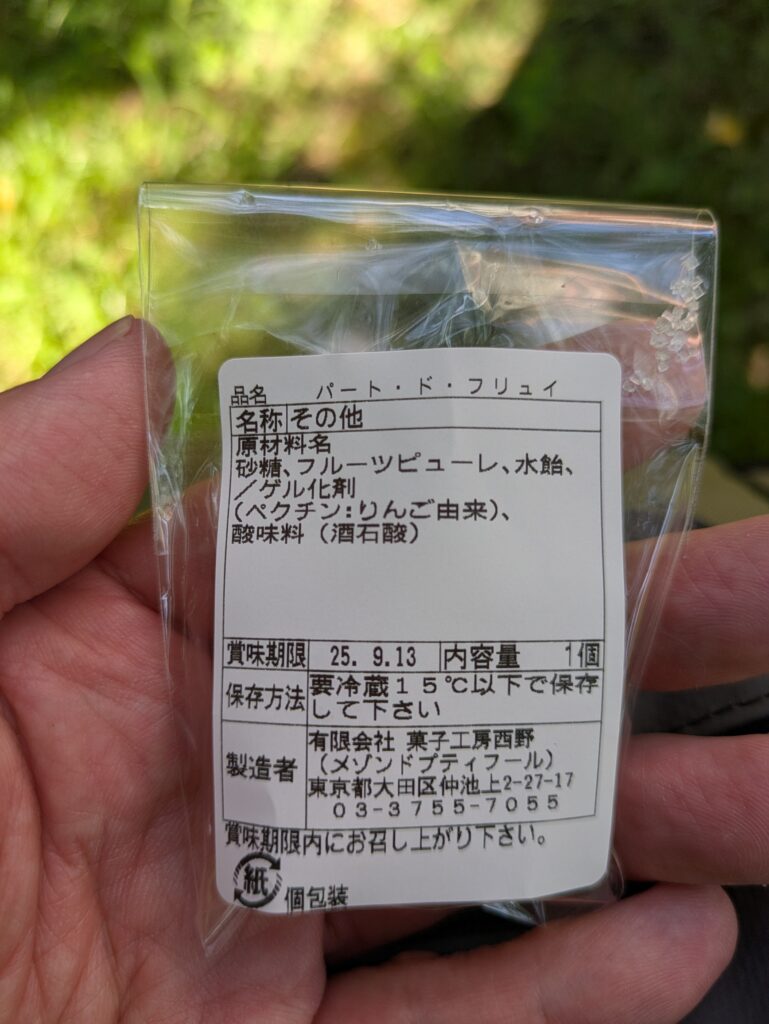 品名 パート・ド・フリュイ
名称 その他
原材料名
砂糖、フルーツピューレ、水飴、
/ゲル化剤
(ペクチン:りんご由来)、
酸味料(酒石酸)
賞味期限 25. 9.13 内容量 1個
保存方法 要冷蔵15℃以下で保存
して下さい
製造者 有限会社 菓子工房西野
(メゾンドプティフール)
東京都大田区仲池上2-27-17
03-3755-7055
賞味期限内にお召し上がり下さい。
紙 個包装